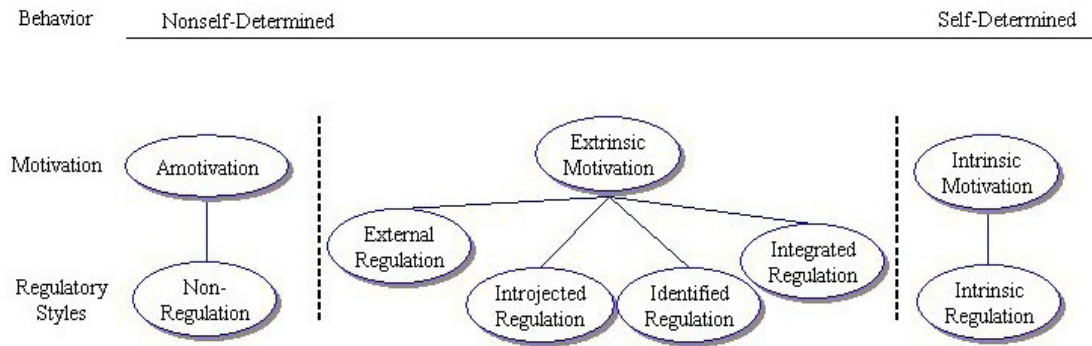 Behavior Nonself-Determined Self-Determined
Motivation Amotivation Extrinsic
Motivation Intrinsic
Motivation
External
Regulation Integrated
Regulation
Regulatory
Styles Non-
Regulation Introjected
Regulation Identified
Regulation Intrinsic
Regulation